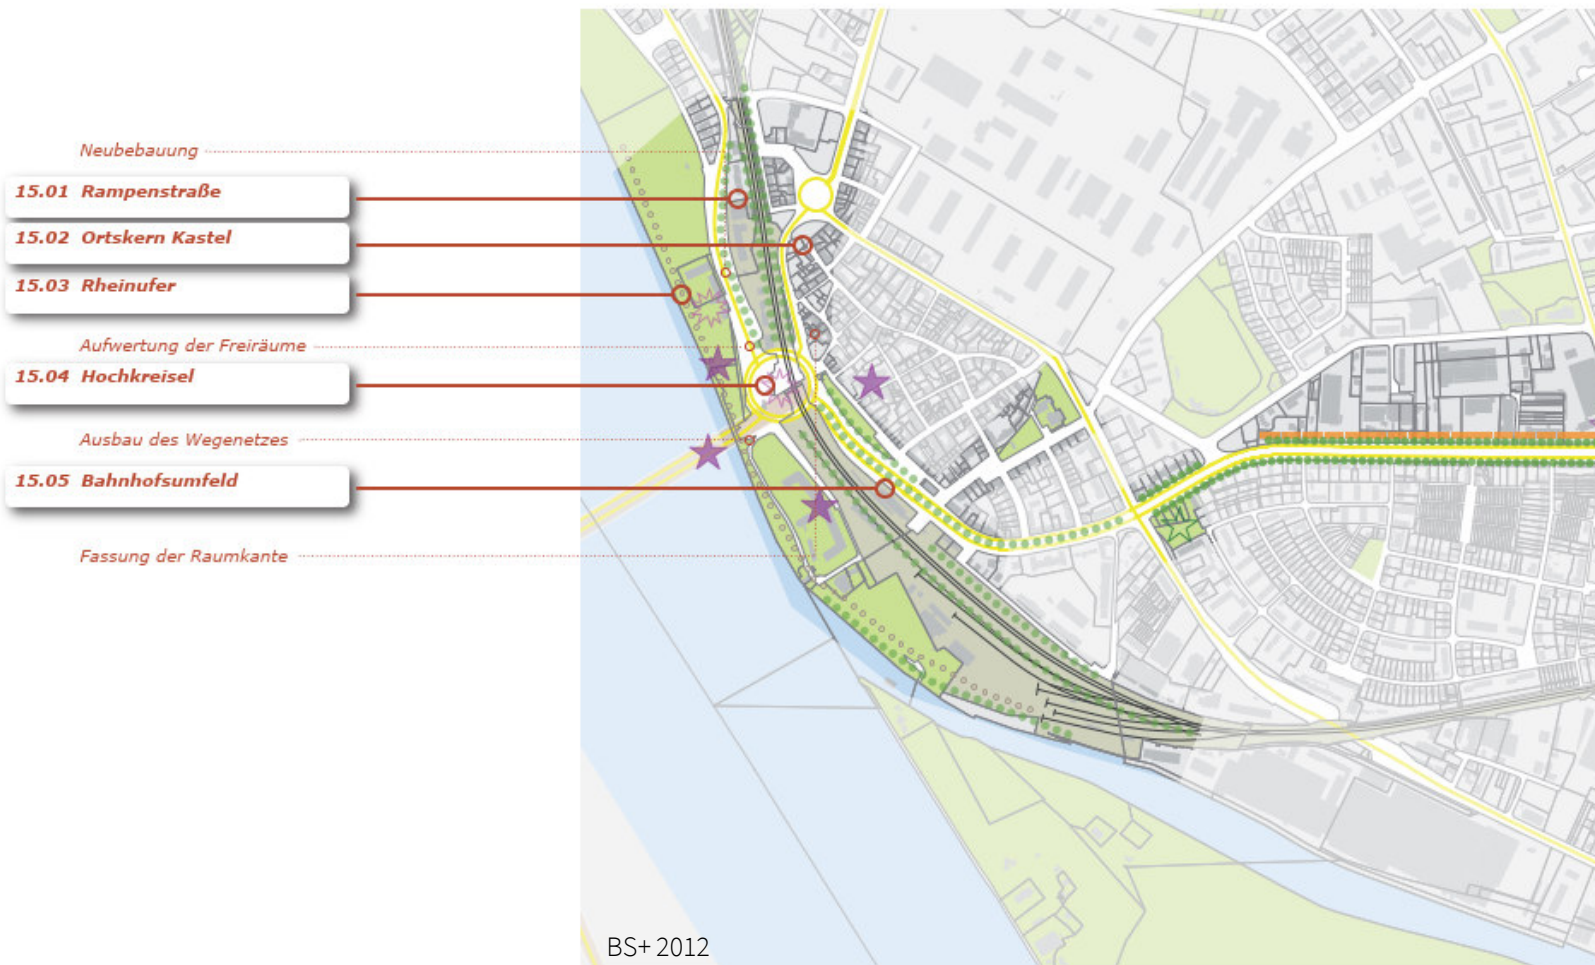 Neubebauung
15.01 Rampenstraße
15.02 Ortskern Kastel
15.03 Rheinufer
Aufwertung der Freiräume
15.04 Hochkreisel
Ausbau des Wegenetzes
15.05 Bahnhofsumfeld
Fassung der Raumkante
BS+ 2012